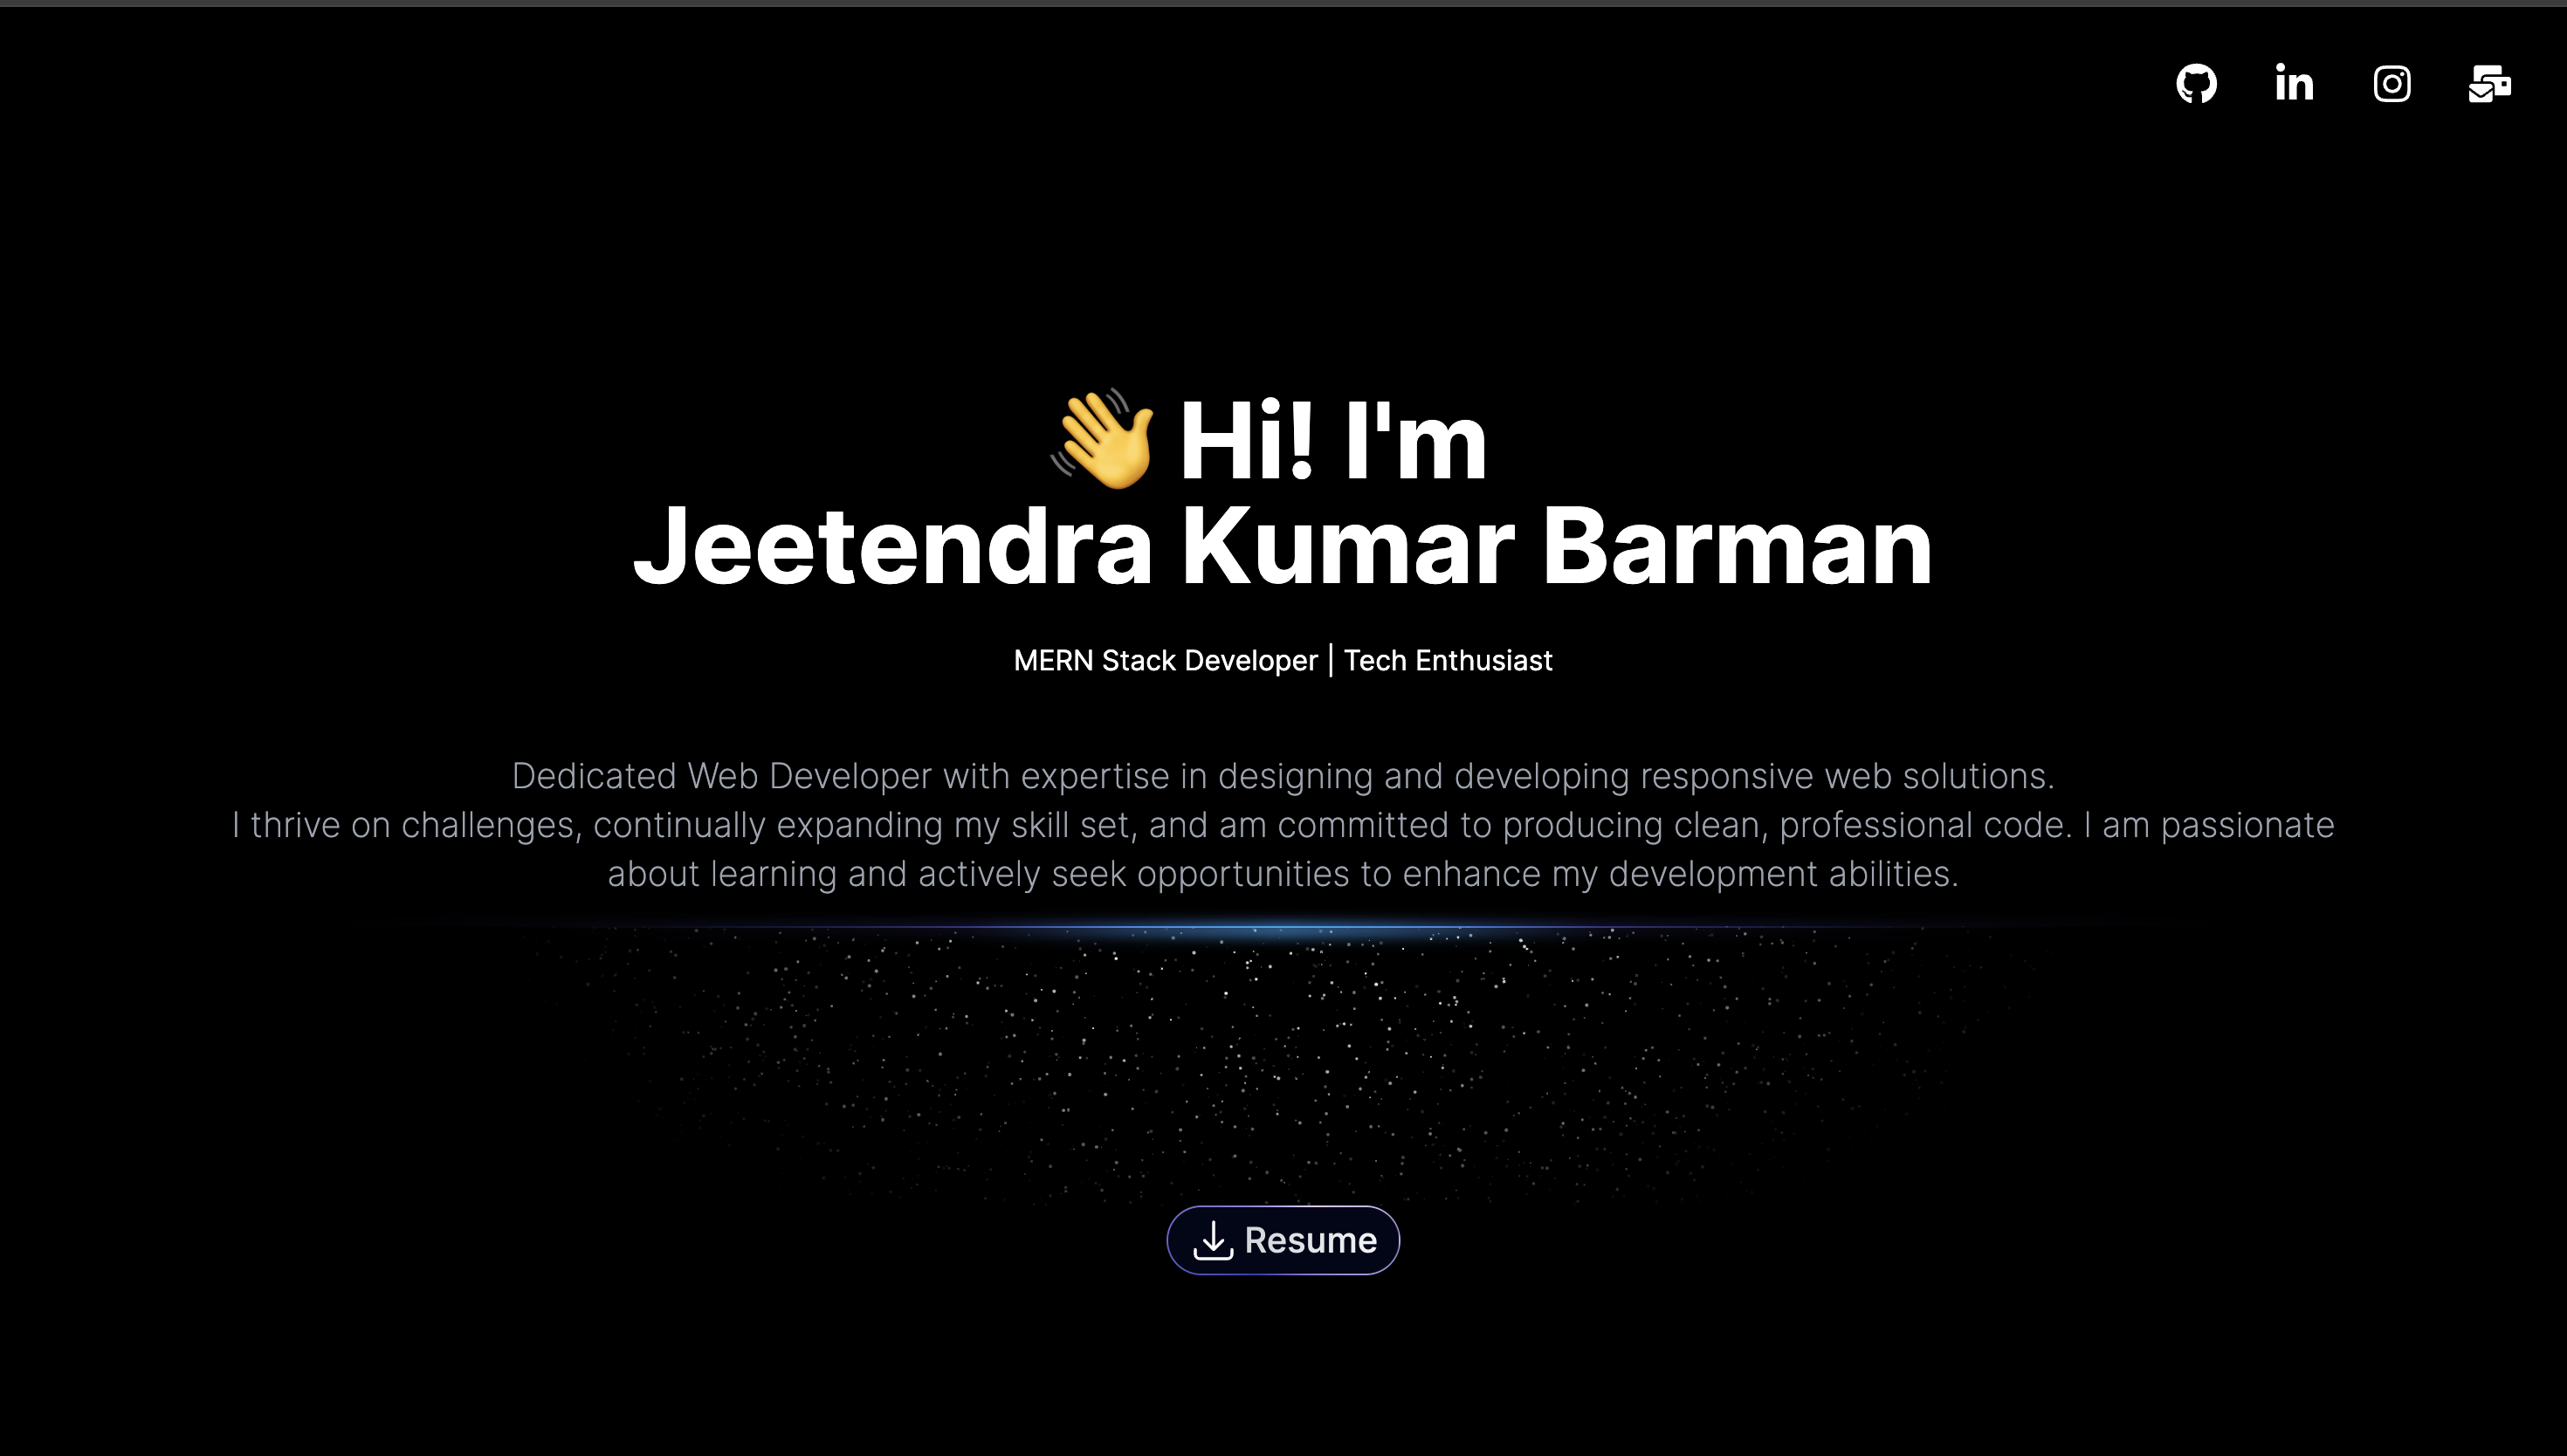 👋 Hi! I'm
Jeetendra Kumar Barman
MERN Stack Developer | Tech Enthusiast
Dedicated Web Developer with expertise in designing and developing responsive web solutions.
I thrive on challenges, continually expanding my skill set, and am committed to producing clean, professional code. I am passionate
about learning and actively seek opportunities to enhance my development abilities.
Resume